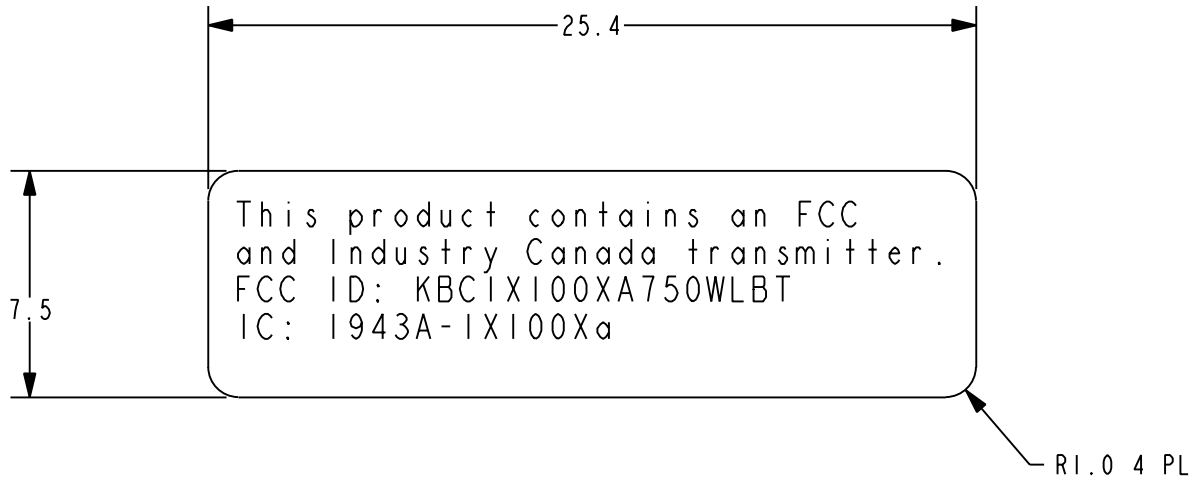 25.4
7.5
This product contains an FCC
and Industry Canada transmitter.
FCC ID: KBCIX100XA750WLBT
IC: 1943A-IX100Xa
R1.0 4 PL